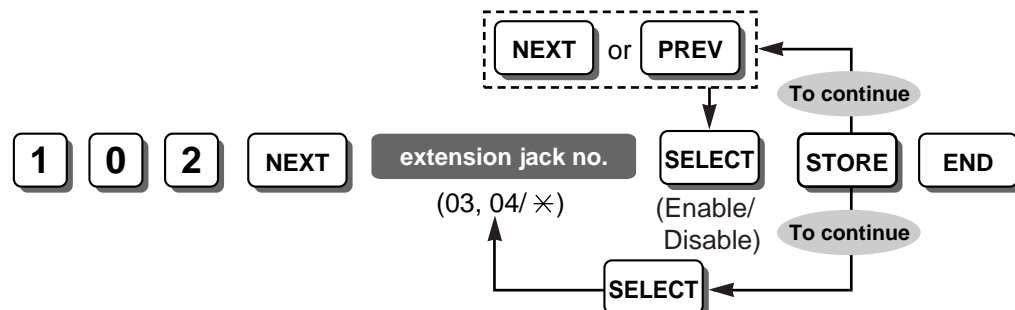 NEXT or PREV
To continue
1 0 2 NEXT extension jack no. SELECT STORE END
(03, 04/ ✳)
(Enable/
Disable)
To continue
SELECT